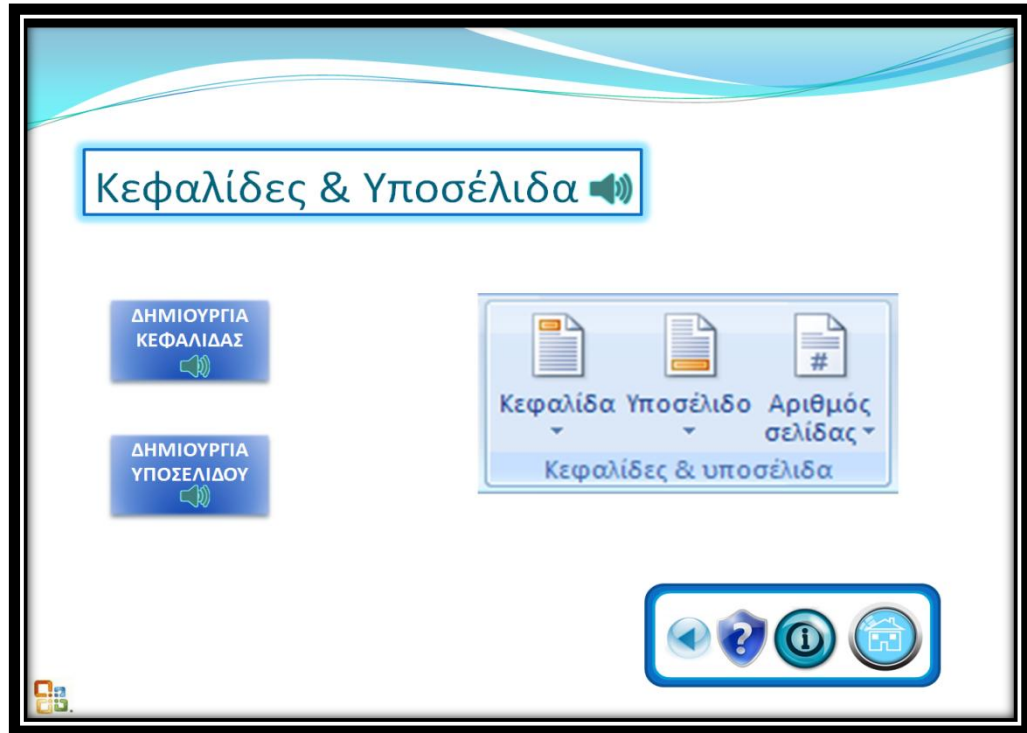 Κεφαλίδες & Υποσέλιδα
ΔΗΜΙΟΥΡΓΙΑ
ΚΕΦΑΛΙΔΑΣ
ΔΗΜΙΟΥΡΓΙΑ
ΥΠΟΣΕΛΙΔΟΥ
Κεφαλίδα Υποσέλιδο Αριθμός
σελίδας
#
Κεφαλίδες & υποσέλιδα
? i